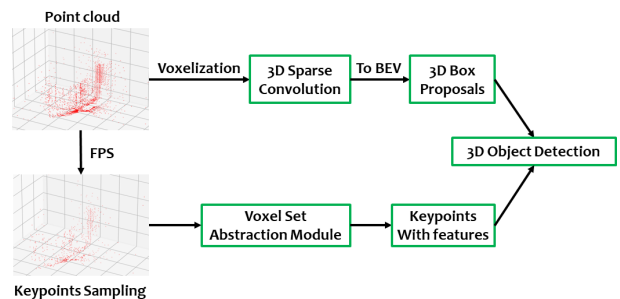 Point cloud
Voxelization
3D Sparse
Convolution
To BEV
3D Box
Proposals
FPS
3D Object Detection
Voxel Set
Abstraction Module
Keypoints
With features
Keypoints Sampling